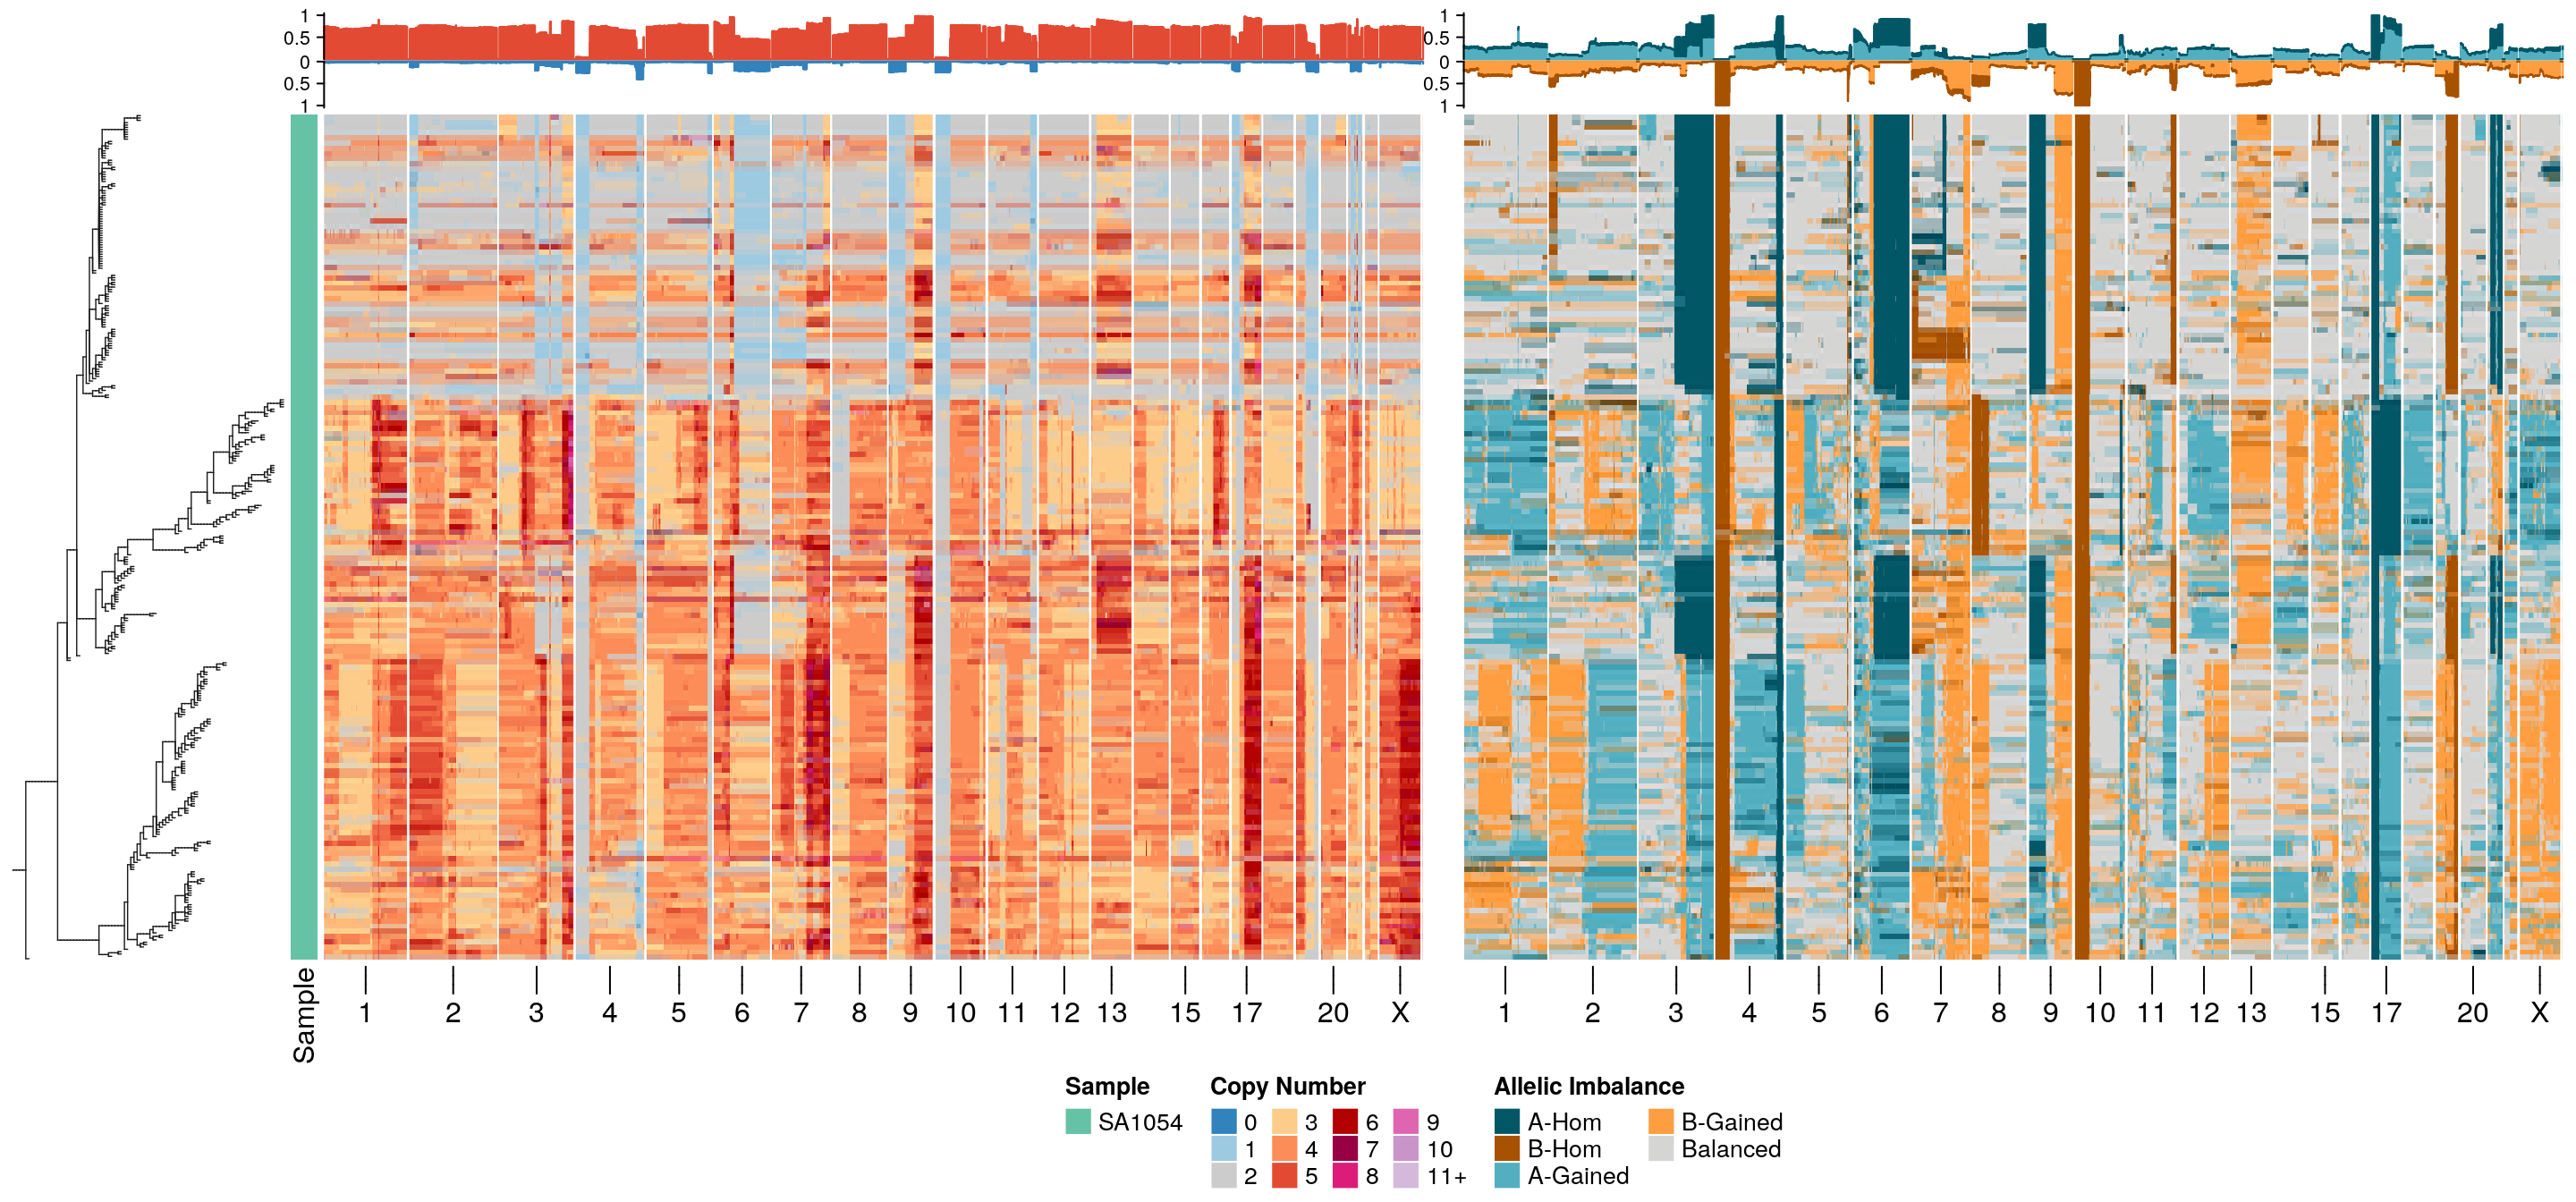 1
0.5
0
0.5
1
1
0.5
0
0.5
1
Sample
1 2 3 4 5 6 7 8 9 10 11 12 13 15 17 20 X
1 2 3 4 5 6 7 8 9 10 11 12 13 15 17 20 X
Sample
SA1054
Copy Number
0 3 6 9
1 4 7 10
2 5 8 11+
Allelic Imbalance
A-Hom B-Gained
B-Hom Balanced
A-Gained